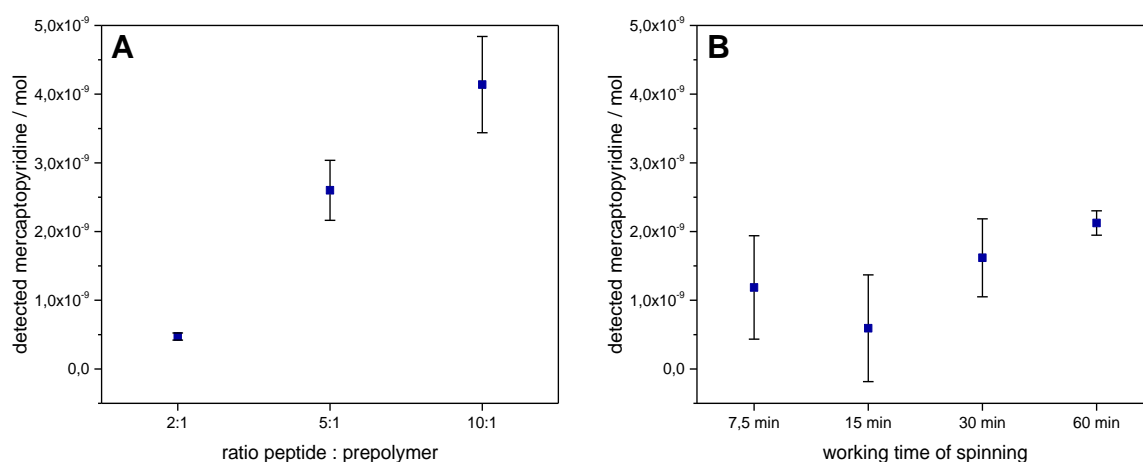 A
5,0x10⁻⁹
4,0x10⁻⁹
3,0x10⁻⁹
2,0x10⁻⁹
1,0x10⁻⁹
0,0
detected mercaptopyridine / mol
2:1 5:1 10:1
ratio peptide : prepolymer
B
5,0x10⁻⁹
4,0x10⁻⁹
3,0x10⁻⁹
2,0x10⁻⁹
1,0x10⁻⁹
0,0
detected mercaptopyridine / mol
7,5 min 15 min 30 min 60 min
working time of spinning